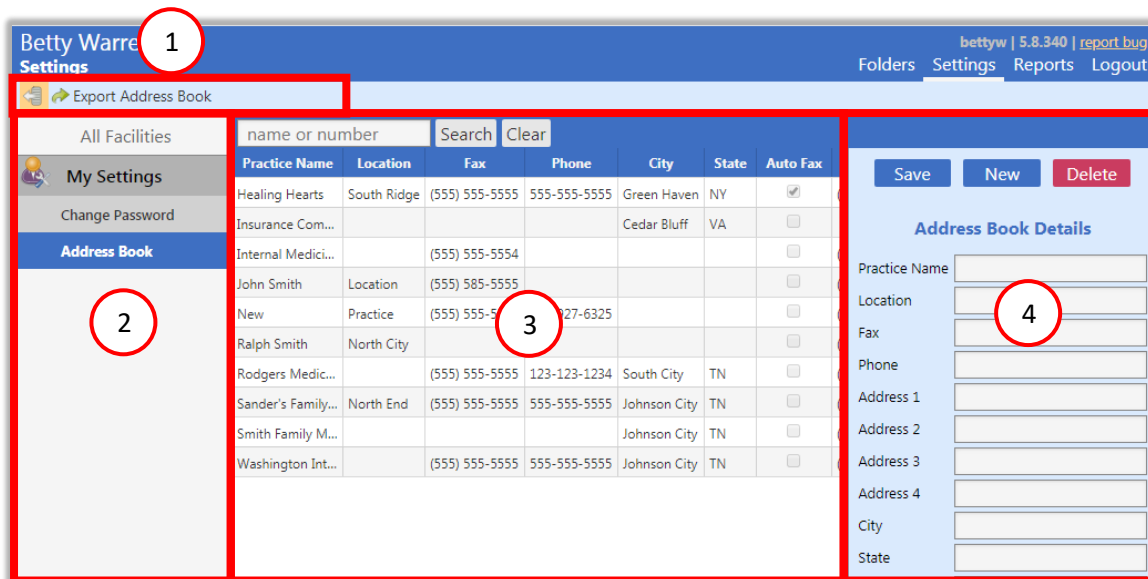 Betty Warre
1
bettyw | 5.8.340 | report bug
Settings
Folders Settings Reports Logout
Export Address Book
All Facilities
My Settings
Change Password
Address Book
2
name or number Search Clear
Practice Name Location Fax Phone City State Auto Fax
Healing Hearts South Ridge (555) 555-5555 555-555-5555 Green Haven NY
Insurance Com... Cedar Bluff VA
Internal Medici... (555) 555-5554
John Smith Location (555) 585-5555
New Practice (555) 555-5 27-6325
3
Ralph Smith North City
Rodgers Medic... (555) 555-5555 123-123-1234 South City TN
Sander's Family... North End (555) 555-5555 555-555-5555 Johnson City TN
Smith Family M... Johnson City TN
Washington Int... (555) 555-5555 555-555-5555 Johnson City TN
Save New Delete
Address Book Details
Practice Name
Location
4
Fax
Phone
Address 1
Address 2
Address 3
Address 4
City
State